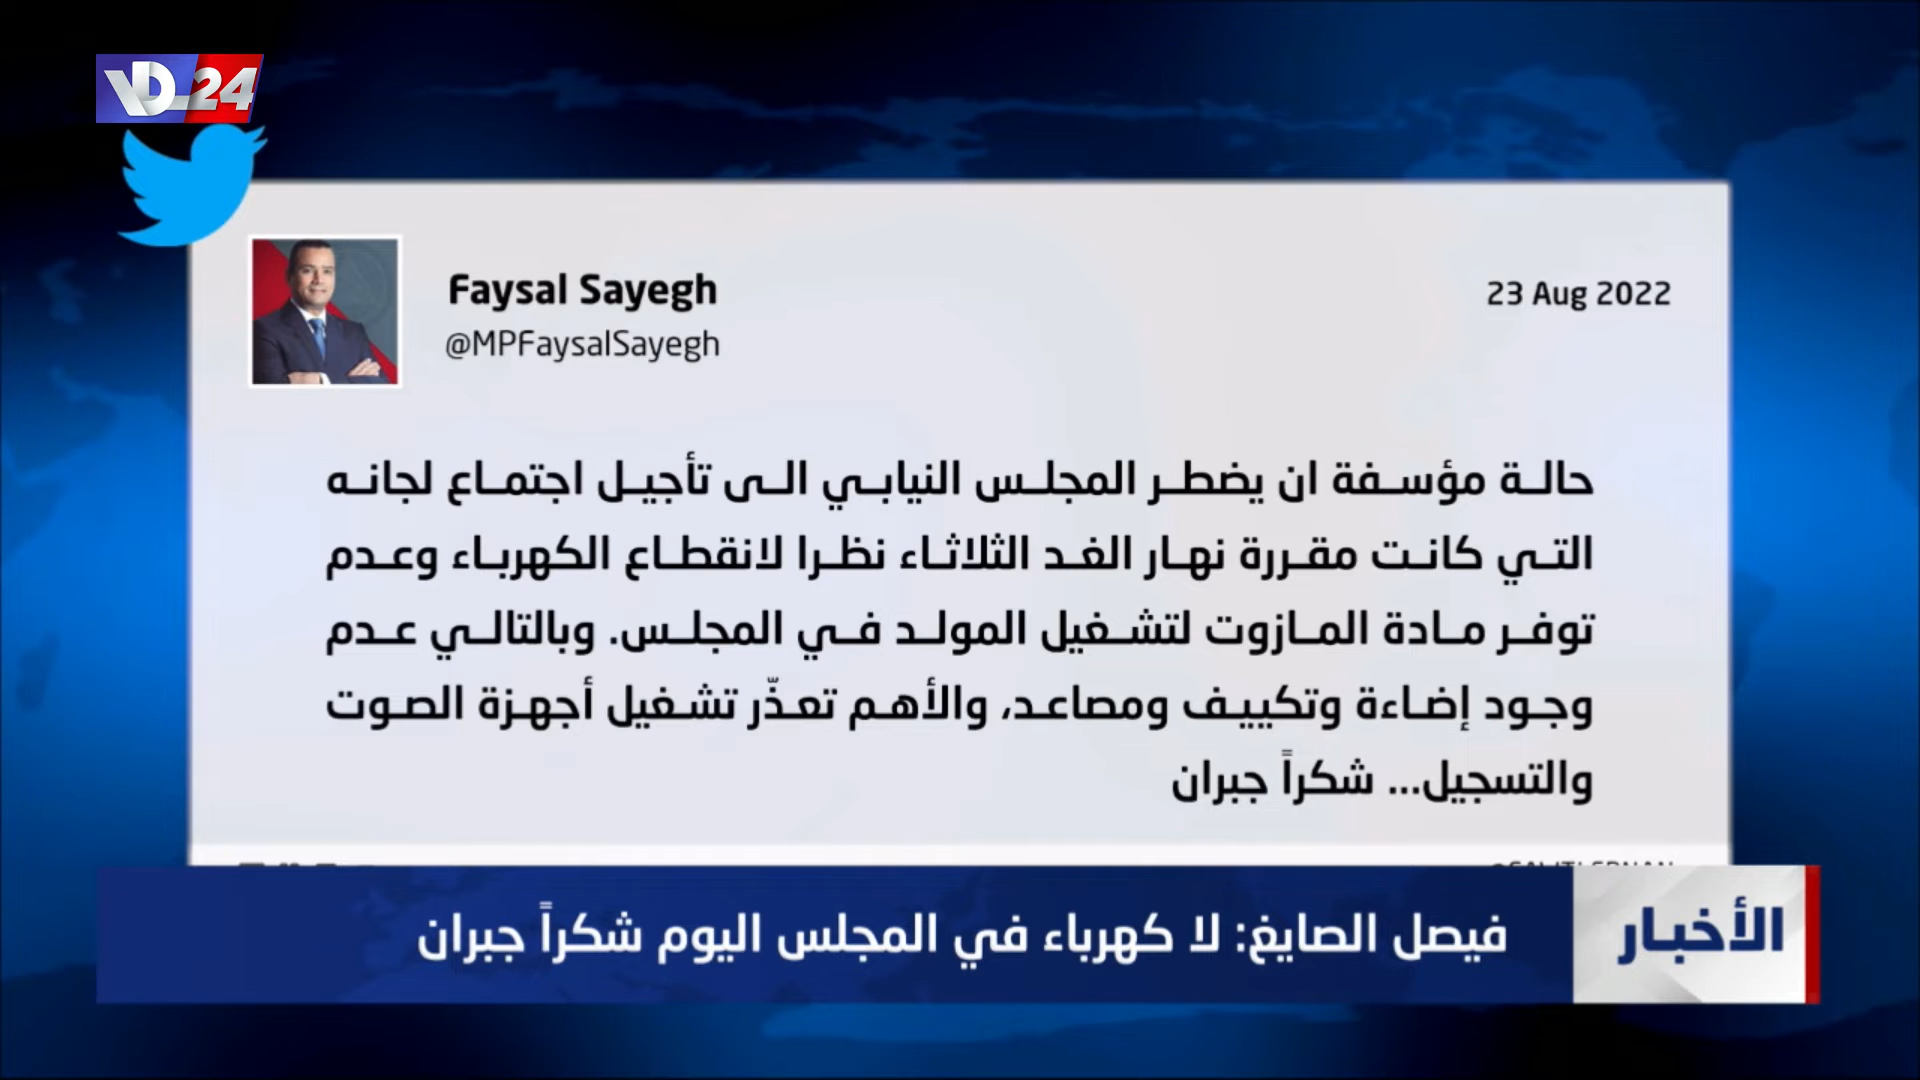 VD_24
Faysal Sayegh
23 Aug 2022
@MPFaysalSayegh
حالة مؤسفة ان يضطر المجلس النيابي الى تأجيل اجتماع لجانه
التي كانت مقررة نهار الغد الثلاثاء نظرا لانقطاع الكهرباء وعدم
توفر مادة المازوت لتشغيل المولد في المجلس. وبالتالي عدم
وجود إضاءة وتكييف ومصاعد، والأهم تعذّر تشغيل أجهزة الصوت
والتسجيل... شكراً جبران
الأخبار
فيصل الصايغ: لا كهرباء في المجلس اليوم شكراً جبران